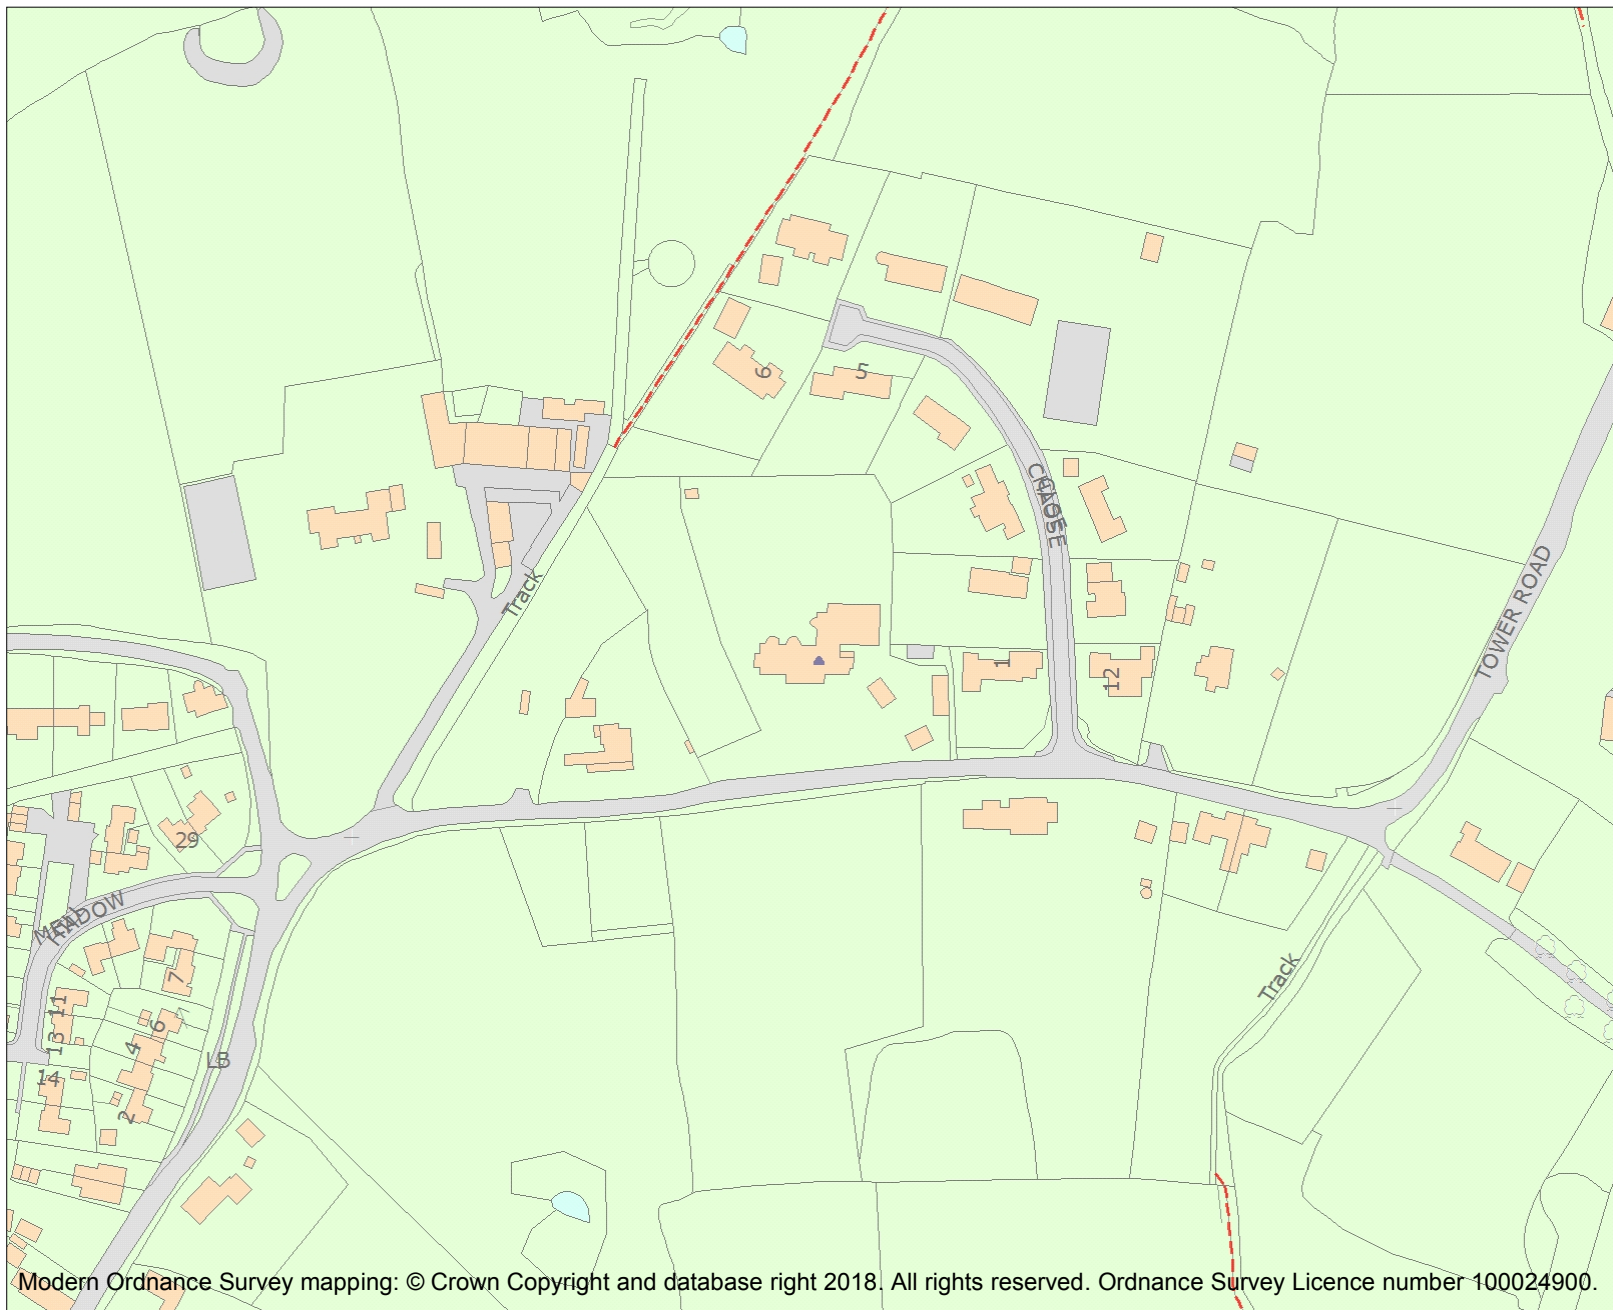 6
5
CHASE
CLOSE
TOWER ROAD
Track
1
12
29
MEADOW
7
11
6
13
4
LB
14
2
Track
Modern Ordnance Survey mapping: © Crown Copyright and database right 2018. All rights reserved. Ordnance Survey Licence number 100024900.